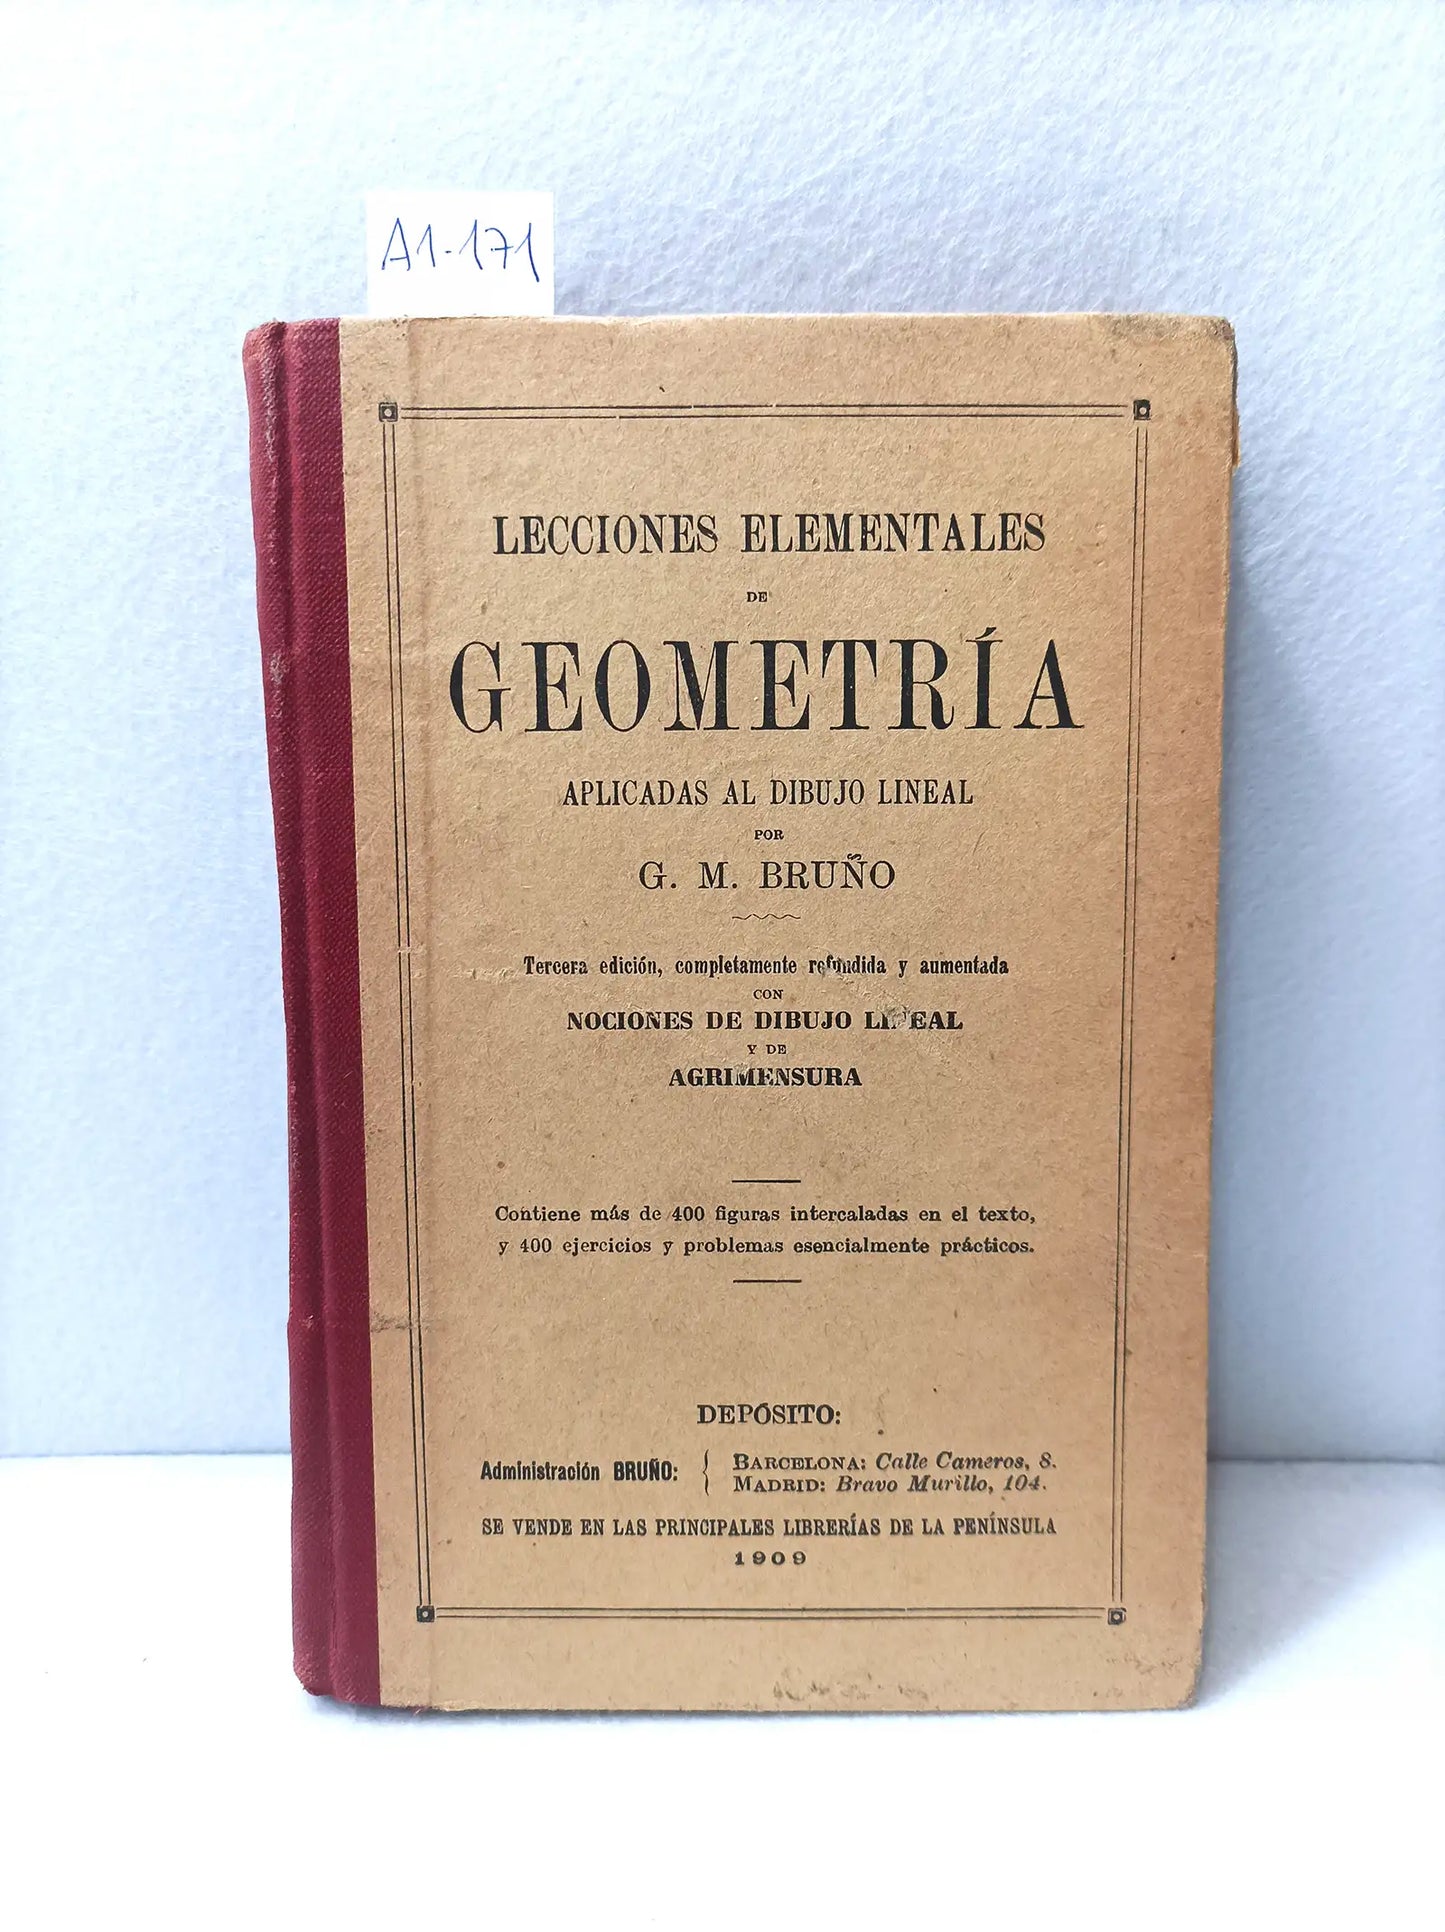 A1-171
LECCIONES ELEMENTALES
DE
GEOMETRÍA
APLICADAS AL DIBUJO LINEAL
POR
G. M. BRUÑO
Tercera edición, completamente refundida y aumentada
CON
NOCIONES DE DIBUJO LINEAL
Y DE
AGRIMENSURA
Contiene más de 400 figuras intercaladas en el texto,
y 400 ejercicios y problemas esencialmente prácticos.
DEPÓSITO:
Administración BRUÑO: { BARCELONA: Calle Cameros, 8.
MADRID: Bravo Murillo, 104.
SE VENDE EN LAS PRINCIPALES LIBRERÍAS DE LA PENÍNSULA
1909